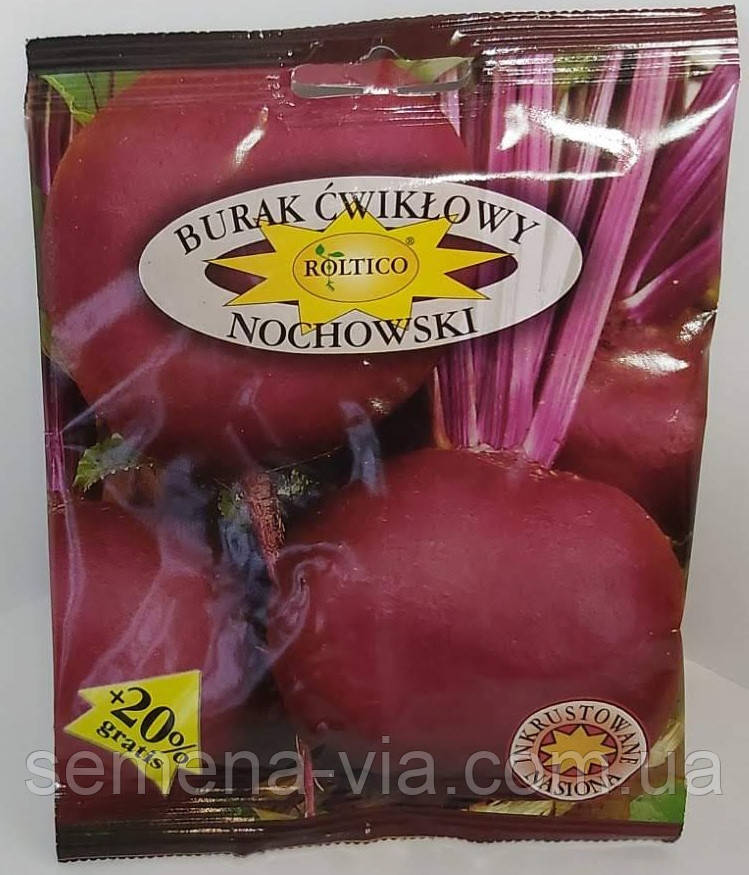 BURAK ĆWIKŁOWY
ROLTICO®
NOCHOWSKI
+20%
gratis
INKRUSTOWANE
NASIONA
semena-via.com.ua